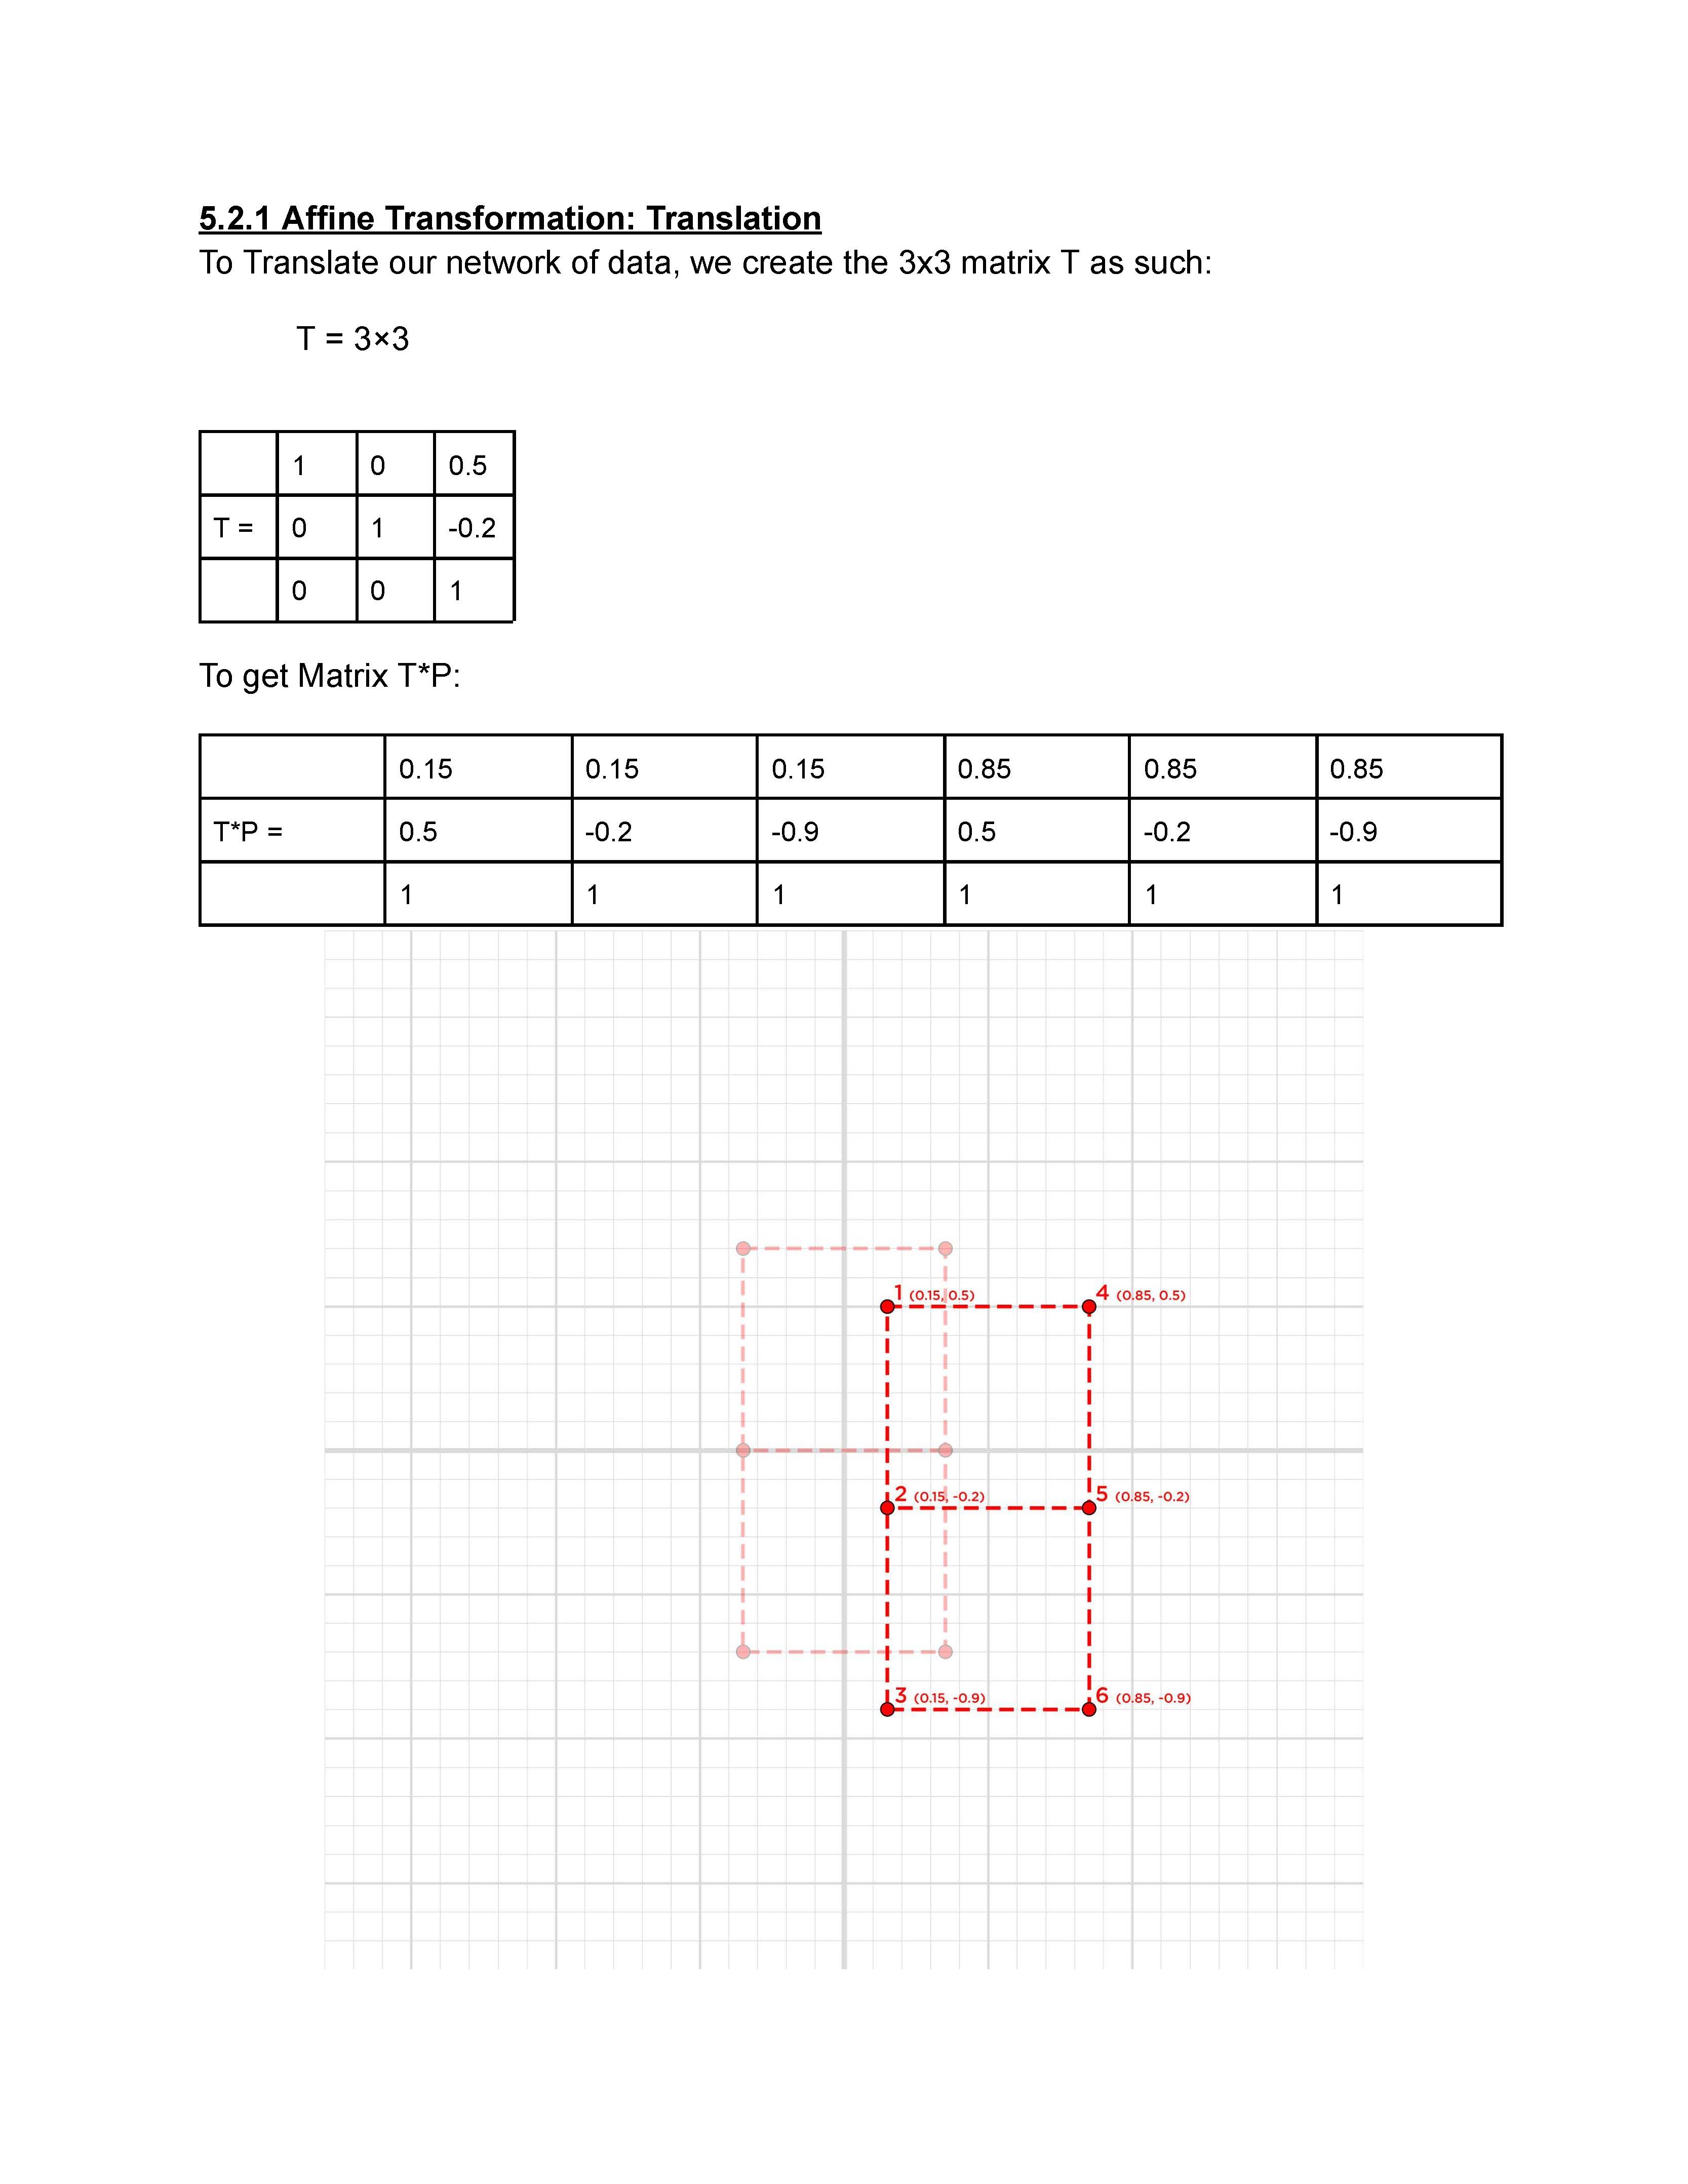 5.2.1 Affine Transformation: Translation
To Translate our network of data, we create the 3x3 matrix T as such:
T = 3×3
1 0 0.5
T = 0 1 -0.2
0 0 1
To get Matrix T*P:
0.15 0.15 0.15 0.85 0.85 0.85
T*P = 0.5 -0.2 -0.9 0.5 -0.2 -0.9
1 1 1 1 1 1
1 (0.15, 0.5) 4 (0.85, 0.5)
2 (0.15, -0.2) 5 (0.85, -0.2)
3 (0.15, -0.9) 6 (0.85, -0.9)